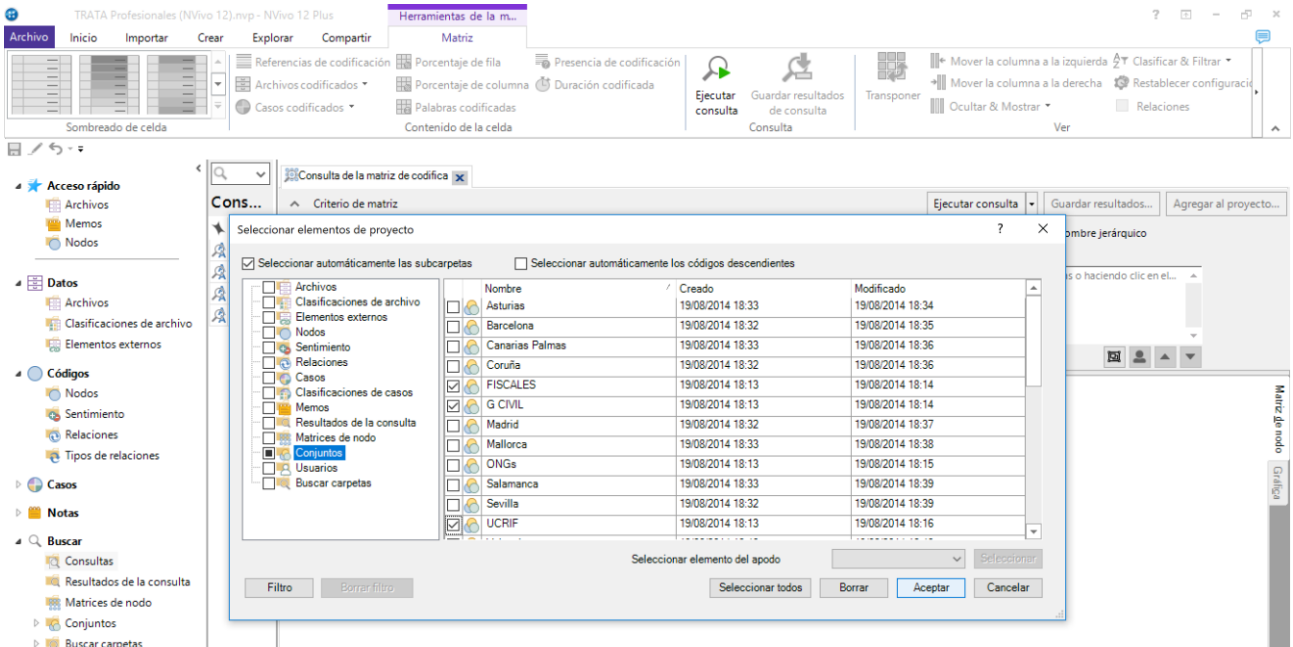 TRATA Profesionales (NVivo 12).nvp - NVivo 12 Plus
Herramientas de la m...
?
Archivo Inicio Importar Crear Explorar Compartir Matriz
Referencias de codificación Porcentaje de fila Presencia de codificación
Archivos codificados Porcentaje de columna Duración codificada
Casos codificados Palabras codificadas
Ejecutar consulta
Guardar resultados de consulta
Transponer
Mover la columna a la izquierda Clasificar & Filtrar
Mover la columna a la derecha Restablecer configuració
Ocultar & Mostrar Relaciones
Sombreado de celda Contenido de la celda Consulta Ver
Acceso rápido
Archivos
Memos
Nodos
Datos
Archivos
Clasificaciones de archivo
Elementos externos
Códigos
Nodos
Sentimiento
Relaciones
Tipos de relaciones
Casos
Notas
Buscar
Consultas
Resultados de la consulta
Matrices de nodo
Conjuntos
Buscar carpetas
Cons...
Consulta de la matriz de codifica
Criterio de matriz Ejecutar consulta Guardar resultados... Agregar al proyecto...
ombre jerárquico
as o haciendo clic en el...
Seleccionar elementos de proyecto ?
Seleccionar automáticamente las subcarpetas Seleccionar automáticamente los códigos descendientes
Archivos
Clasificaciones de archivo
Elementos externos
Nodos
Sentimiento
Relaciones
Casos
Clasificaciones de casos
Memos
Resultados de la consulta
Matrices de nodo
Conjuntos
Usuarios
Buscar carpetas
Nombre Creado Modificado
Asturias 19/08/2014 18:33 19/08/2014 18:34
Barcelona 19/08/2014 18:32 19/08/2014 18:35
Canarias Palmas 19/08/2014 18:33 19/08/2014 18:36
Coruña 19/08/2014 18:32 19/08/2014 18:36
FISCALES 19/08/2014 18:13 19/08/2014 18:14
G CIVIL 19/08/2014 18:13 19/08/2014 18:14
Madrid 19/08/2014 18:32 19/08/2014 18:37
Mallorca 19/08/2014 18:33 19/08/2014 18:38
ONGs 19/08/2014 18:13 19/08/2014 18:15
Salamanca 19/08/2014 18:33 19/08/2014 18:39
Sevilla 19/08/2014 18:32 19/08/2014 18:39
UCRIF 19/08/2014 18:13 19/08/2014 18:16
Seleccionar elemento del apodo Seleccionar
Filtro Borrar filtro Seleccionar todos Borrar Aceptar Cancelar
Matriz de nodo
Gráfica